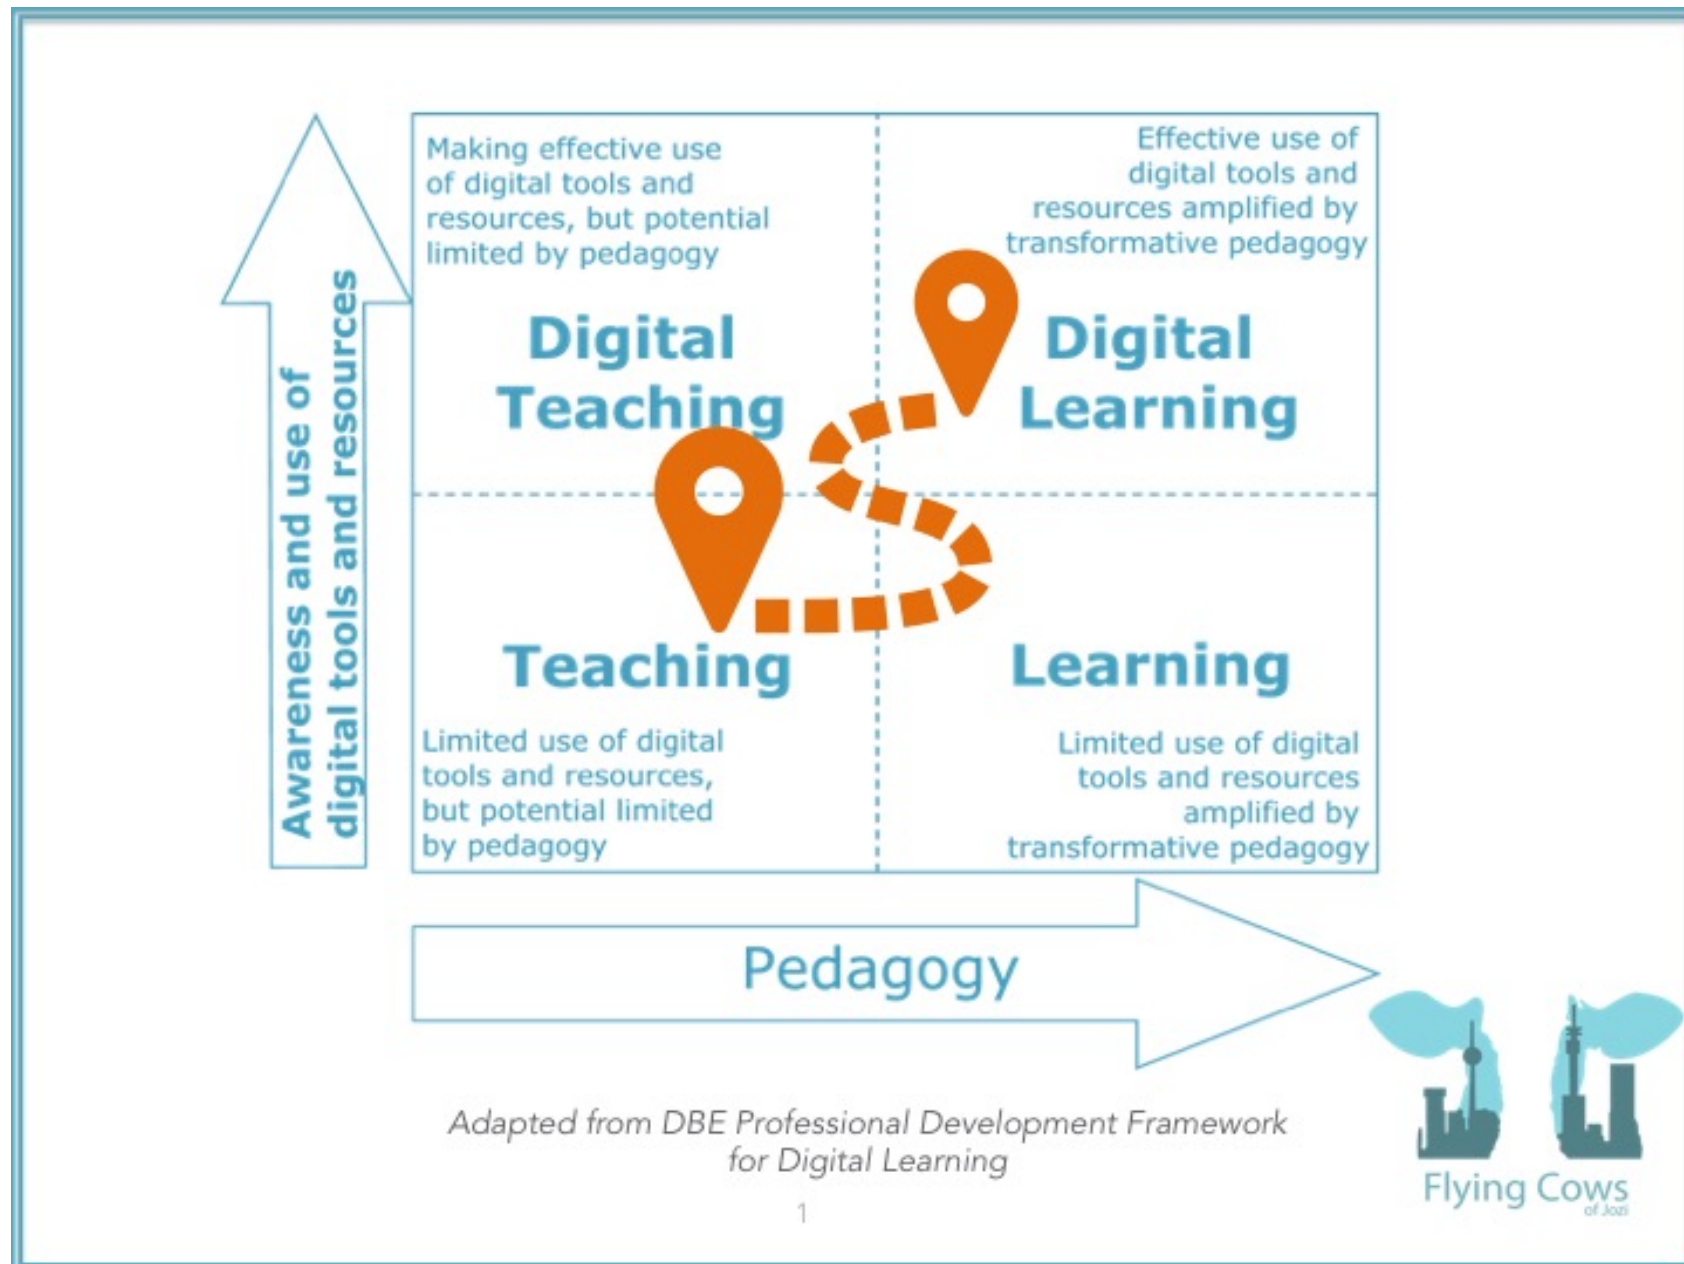 Awareness and use of
digital tools and resources
Making effective use
of digital tools and
resources, but potential
limited by pedagogy
Digital
Teaching
Effective use of
digital tools and
resources amplified by
transformative pedagogy
Digital
Learning
Teaching
Limited use of digital
tools and resources,
but potential limited
by pedagogy
Learning
Limited use of digital
tools and resources
amplified by
transformative pedagogy
Pedagogy
Adapted from DBE Professional Development Framework
for Digital Learning
1
Flying Cows
of Jozi